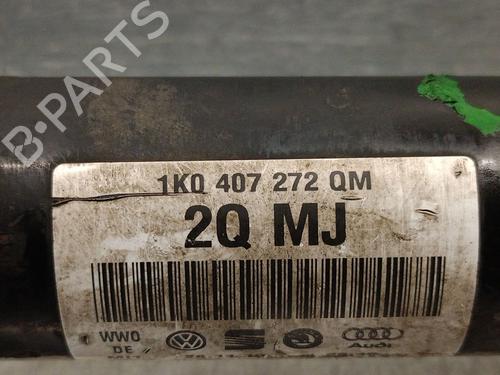 B-PARTS
1K0 407 272 QM
2Q MJ
WWO
DE
Audi